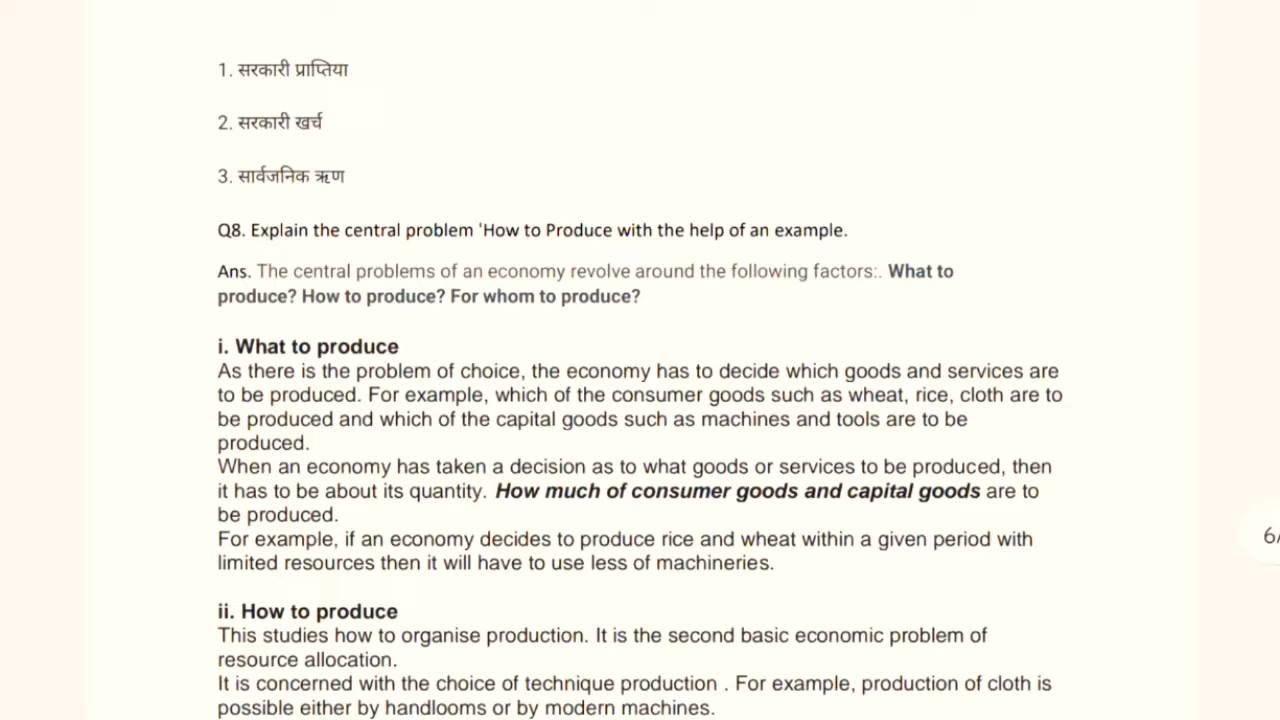 1. सरकारी प्राप्तिया
2. सरकारी खर्च
3. सार्वजनिक ऋण
Q8. Explain the central problem 'How to Produce with the help of an example.
Ans. The central problems of an economy revolve around the following factors:. What to
produce? How to produce? For whom to produce?
i. What to produce
As there is the problem of choice, the economy has to decide which goods and services are
to be produced. For example, which of the consumer goods such as wheat, rice, cloth are to
be produced and which of the capital goods such as machines and tools are to be
produced.
When an economy has taken a decision as to what goods or services to be produced, then
it has to be about its quantity. How much of consumer goods and capital goods are to
be produced.
For example, if an economy decides to produce rice and wheat within a given period with
limited resources then it will have to use less of machineries.
ii. How to produce
This studies how to organise production. It is the second basic economic problem of
resource allocation.
It is concerned with the choice of technique production . For example, production of cloth is
possible either by handlooms or by modern machines.
6/